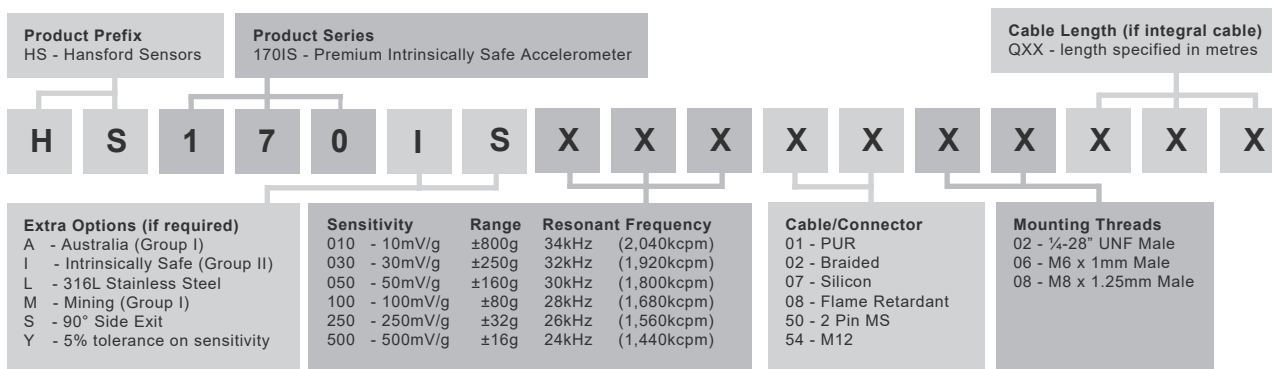 Product Prefix
HS - Hansford Sensors
Product Series
170IS - Premium Intrinsically Safe Accelerometer
Cable Length (if integral cable)
QXX - length specified in metres
H S 1 7 0 I S X X X X X X X X X X
Extra Options (if required)
A - Australia (Group I)
I - Intrinsically Safe (Group II)
L - 316L Stainless Steel
M - Mining (Group I)
S - 90° Side Exit
Y - 5% tolerance on sensitivity
Sensitivity Range Resonant Frequency
010 - 10mV/g ±800g 34kHz (2,040kcpm)
030 - 30mV/g ±250g 32kHz (1,920kcpm)
050 - 50mV/g ±160g 30kHz (1,800kcpm)
100 - 100mV/g ±80g 28kHz (1,680kcpm)
250 - 250mV/g ±32g 26kHz (1,560kcpm)
500 - 500mV/g ±16g 24kHz (1,440kcpm)
Cable/Connector
01 - PUR
02 - Braided
07 - Silicon
08 - Flame Retardant
50 - 2 Pin MS
54 - M12
Mounting Threads
02 - ¼-28” UNF Male
06 - M6 x 1mm Male
08 - M8 x 1.25mm Male